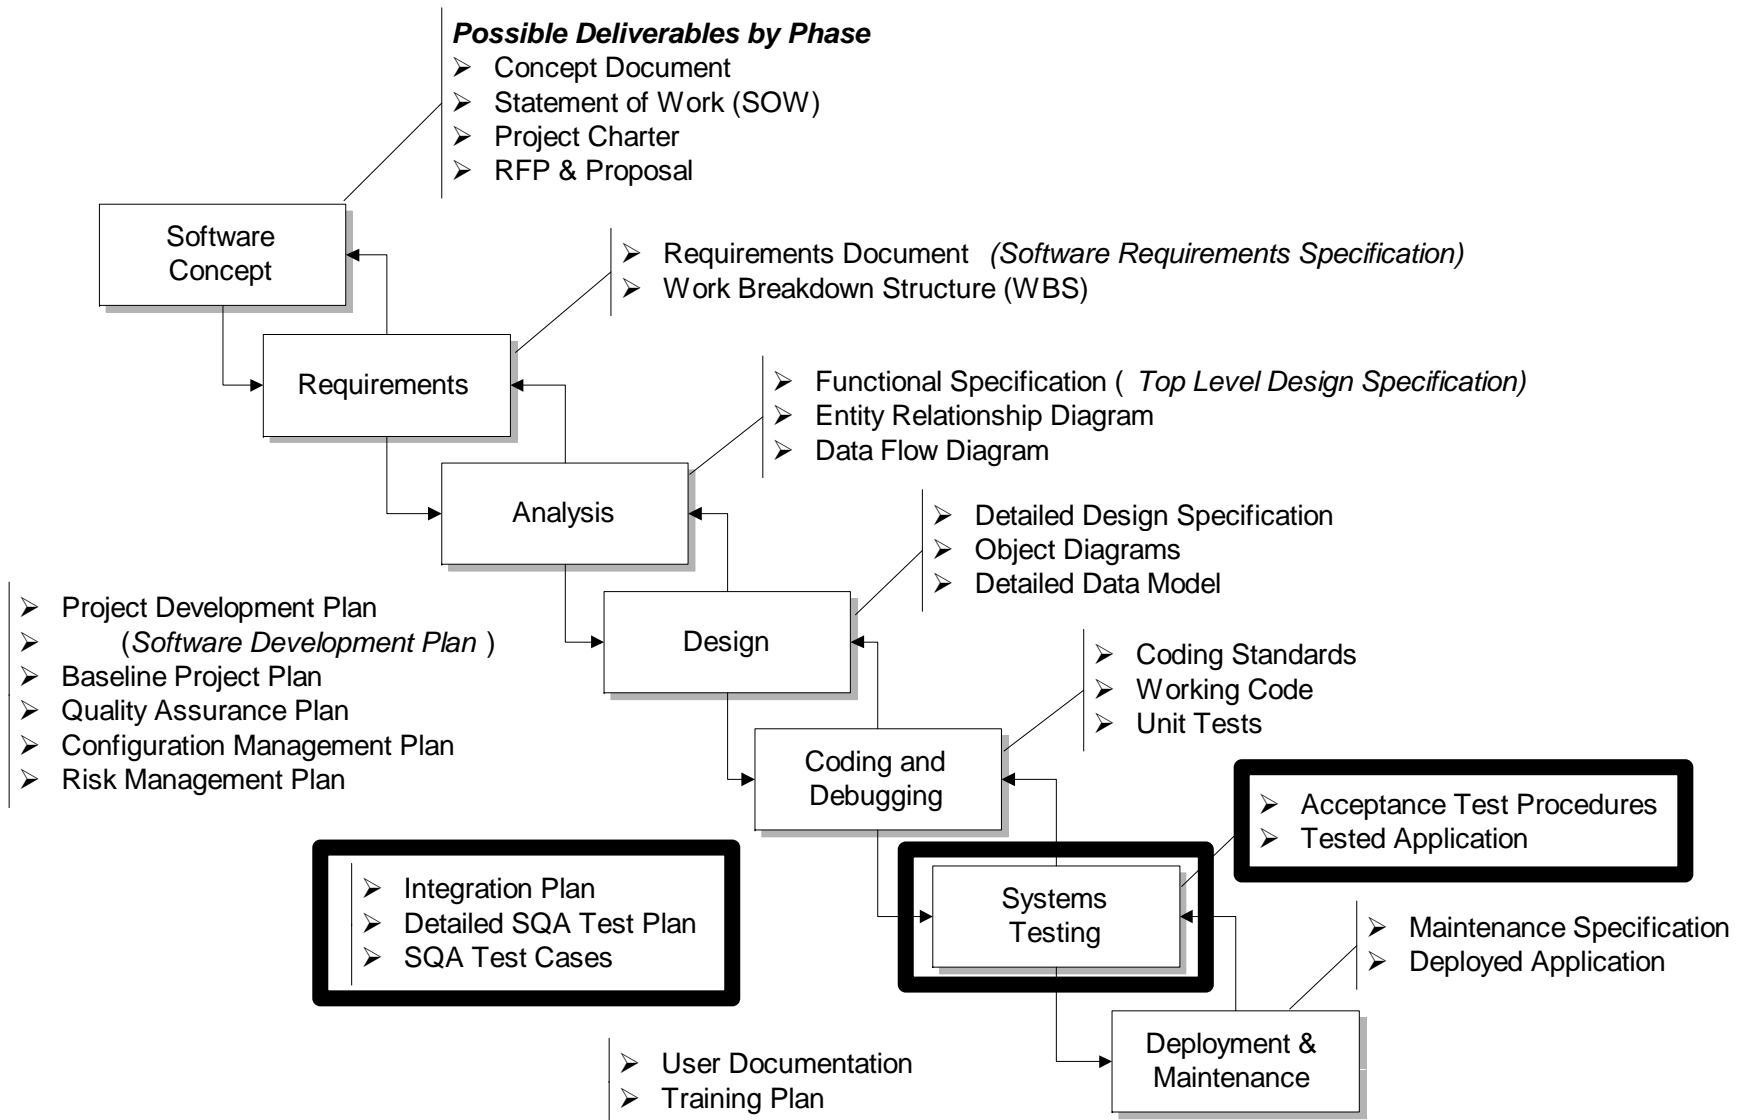 Possible Deliverables by Phase
➢ Concept Document
➢ Statement of Work (SOW)
➢ Project Charter
➢ RFP & Proposal
Software
Concept
➢ Requirements Document (Software Requirements Specification)
➢ Work Breakdown Structure (WBS)
Requirements
➢ Functional Specification ( Top Level Design Specification)
➢ Entity Relationship Diagram
➢ Data Flow Diagram
Analysis
➢ Detailed Design Specification
➢ Object Diagrams
➢ Detailed Data Model
➢ Project Development Plan
➢ (Software Development Plan )
➢ Baseline Project Plan
➢ Quality Assurance Plan
➢ Configuration Management Plan
➢ Risk Management Plan
Design
➢ Coding Standards
➢ Working Code
➢ Unit Tests
Coding and
Debugging
➢ Acceptance Test Procedures
➢ Tested Application
➢ Integration Plan
➢ Detailed SQA Test Plan
➢ SQA Test Cases
Systems
Testing
➢ Maintenance Specification
➢ Deployed Application
➢ User Documentation
➢ Training Plan
Deployment &
Maintenance